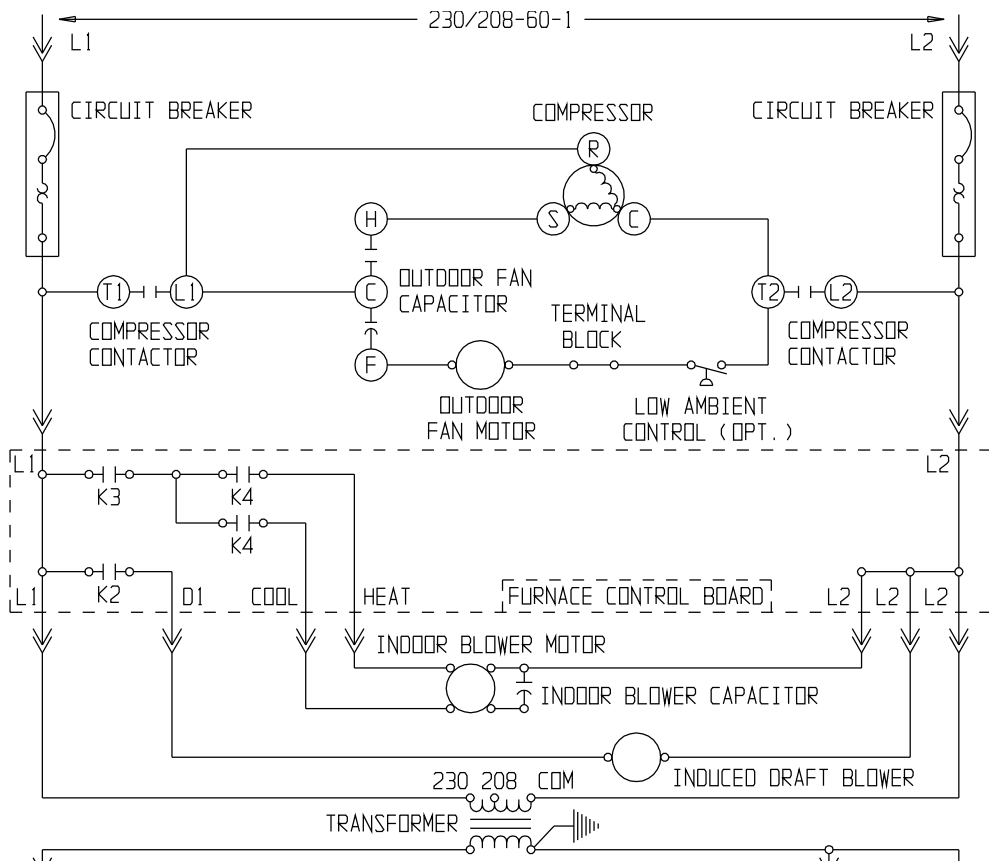 230/208-60-1
L1
L2
CIRCUIT BREAKER
COMPRESSOR
CIRCUIT BREAKER
R
H
S
C
T1
L1
C
OUTDOOR FAN
CAPACITOR
T2
L2
COMPRESSOR
CONTACTOR
TERMINAL
BLOCK
COMPRESSOR
CONTACTOR
F
OUTDOOR
FAN MOTOR
LOW AMBIENT
CONTROL (OPT.)
L1
L2
K3
K4
K4
L1
K2
D1
COOL
HEAT
FURNACE CONTROL BOARD
L2
L2
L2
INDOOR BLOWER MOTOR
INDOOR BLOWER CAPACITOR
230 208 COM
INDUCED DRAFT BLOWER
TRANSFORMER